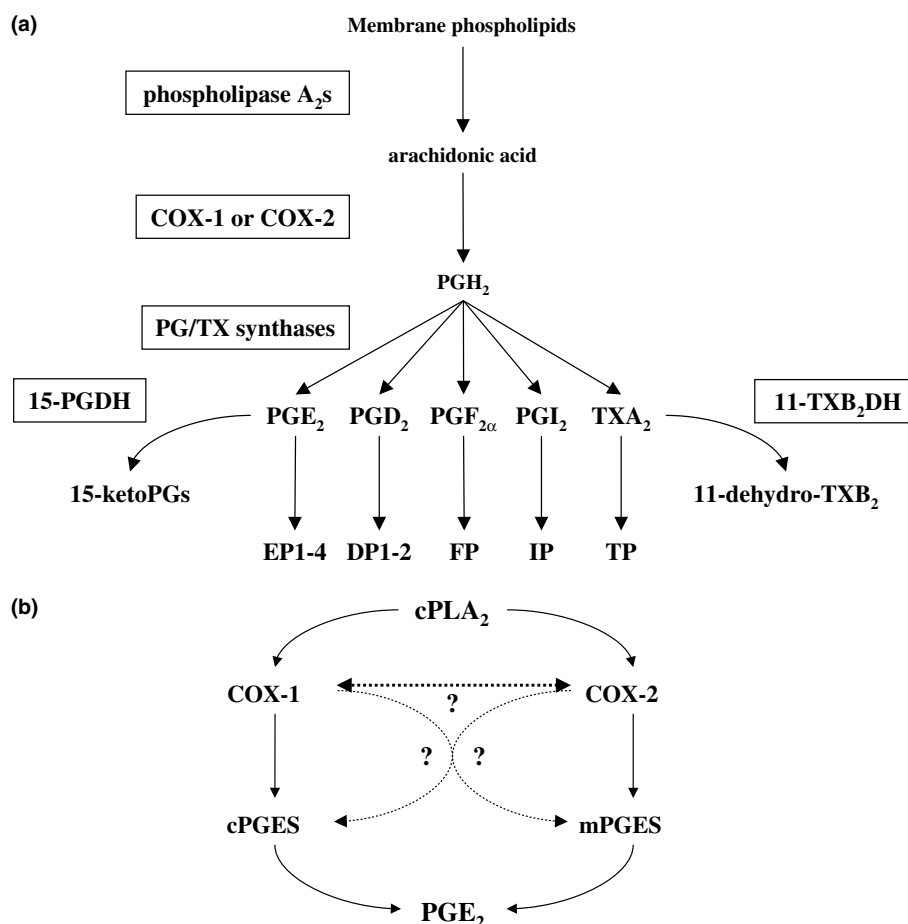 (a)
Membrane phospholipids
phospholipase A₂s
arachidonic acid
COX-1 or COX-2
PGH₂
PG/TX synthases
15-PGDH
11-TXB₂DH
PGE₂ PGD₂ PGF₂α PGI₂ TXA₂
15-ketoPGs
11-dehydro-TXB₂
EP1-4 DP1-2 FP IP TP
(b)
cPLA₂
COX-1 COX-2
?
? ?
cPGES mPGES
PGE₂